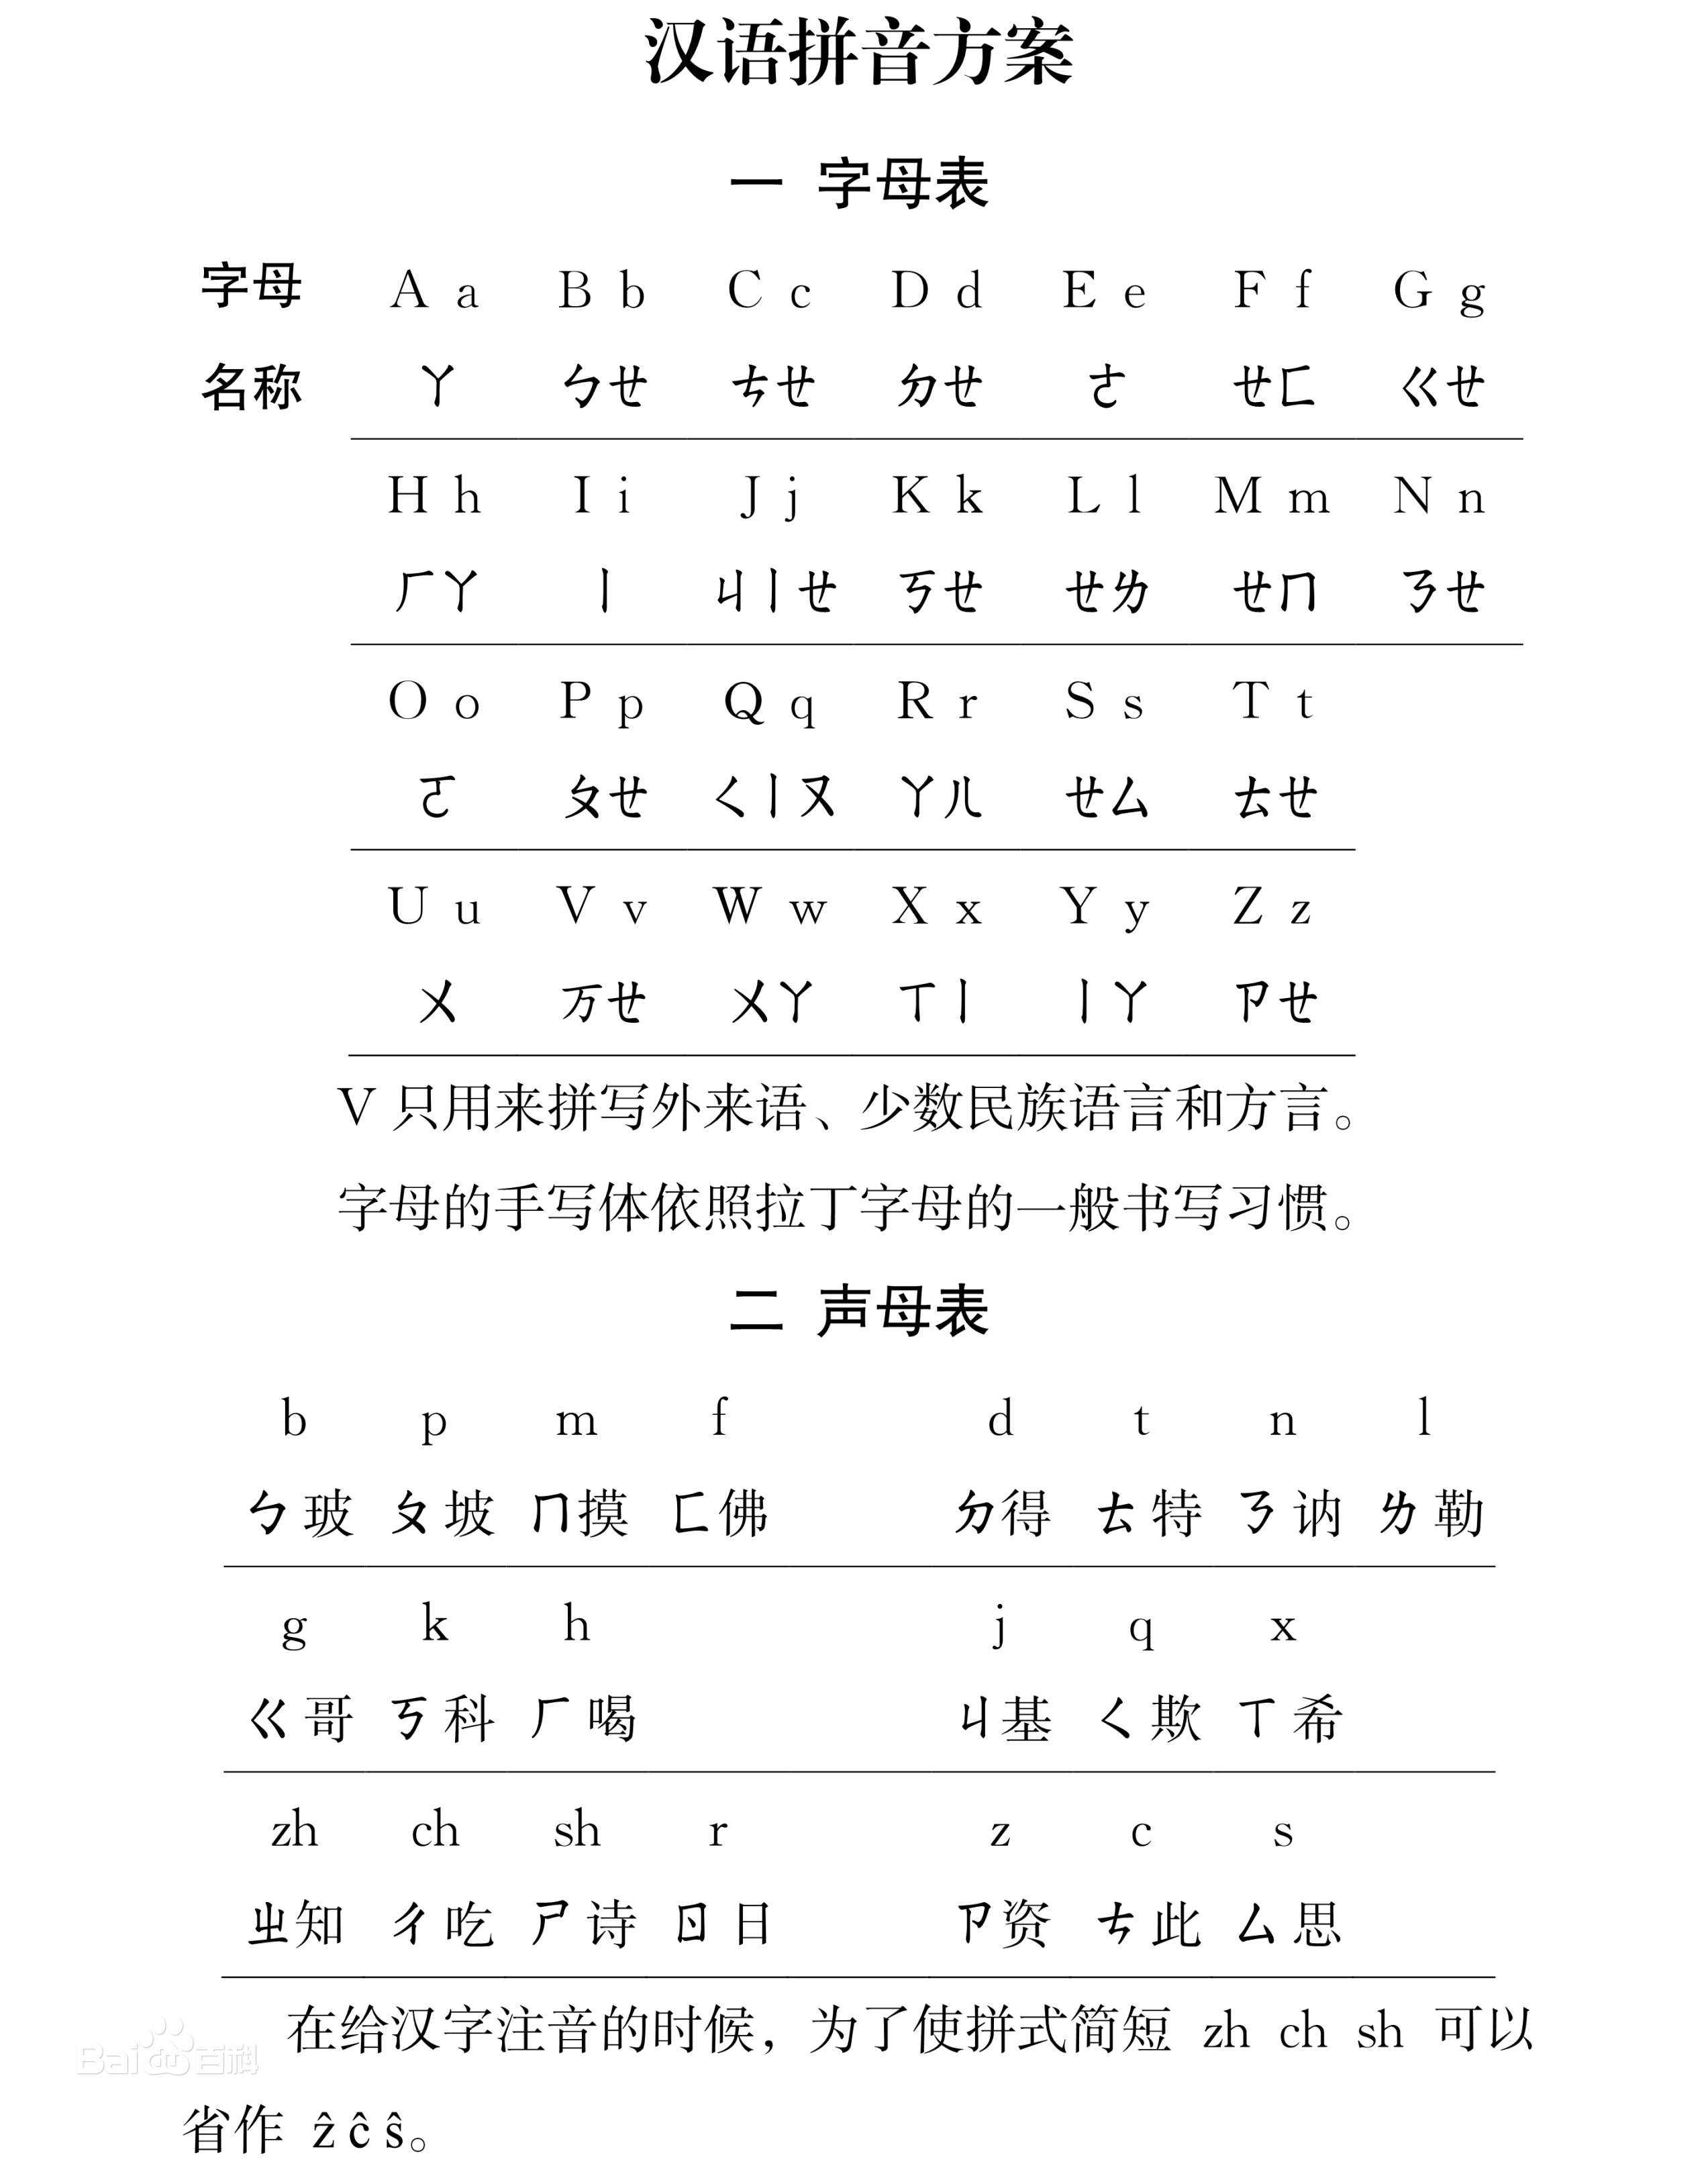 汉语拼音方案
一 字母表
字母 A a B b C c D d E e F f G g
名称 ㄚ ㄅㄝ ㄘㄝ ㄉㄝ ㄜ ㄝㄈ ㄍㄝ
H h I i J j K k L l M m N n
ㄏㄚ ㄧ ㄐㄧㄝ ㄎㄝ ㄝㄌ ㄝㄇ ㄋㄝ
O o P p Q q R r S s T t
ㄛ ㄆㄝ ㄑㄧㄡ ㄚㄦ ㄝㄙ ㄊㄝ
U u V v W w X x Y y Z z
ㄨ ㄪㄝ ㄨㄚ ㄒㄧ ㄧㄚ ㄗㄝ
V 只用来拼写外来语、少数民族语言和方言。
字母的手写体依照拉丁字母的一般书写习惯。
二 声母表
b p m f d t n l
ㄅ玻 ㄆ坡 ㄇ摸 ㄈ佛 ㄉ得 ㄊ特 ㄋ讷 ㄌ勒
g k h j q x
ㄍ哥 ㄎ科 ㄏ喝 ㄐ基 ㄑ欺 ㄒ希
zh ch sh r z c s
ㄓ知 ㄔ吃 ㄕ诗 ㄖ日 ㄗ资 ㄘ此 ㄙ思
在给汉字注音的时候，为了使拼式简短 zh ch sh 可以
省作 ẑ ĉ ŝ。
Bai百科